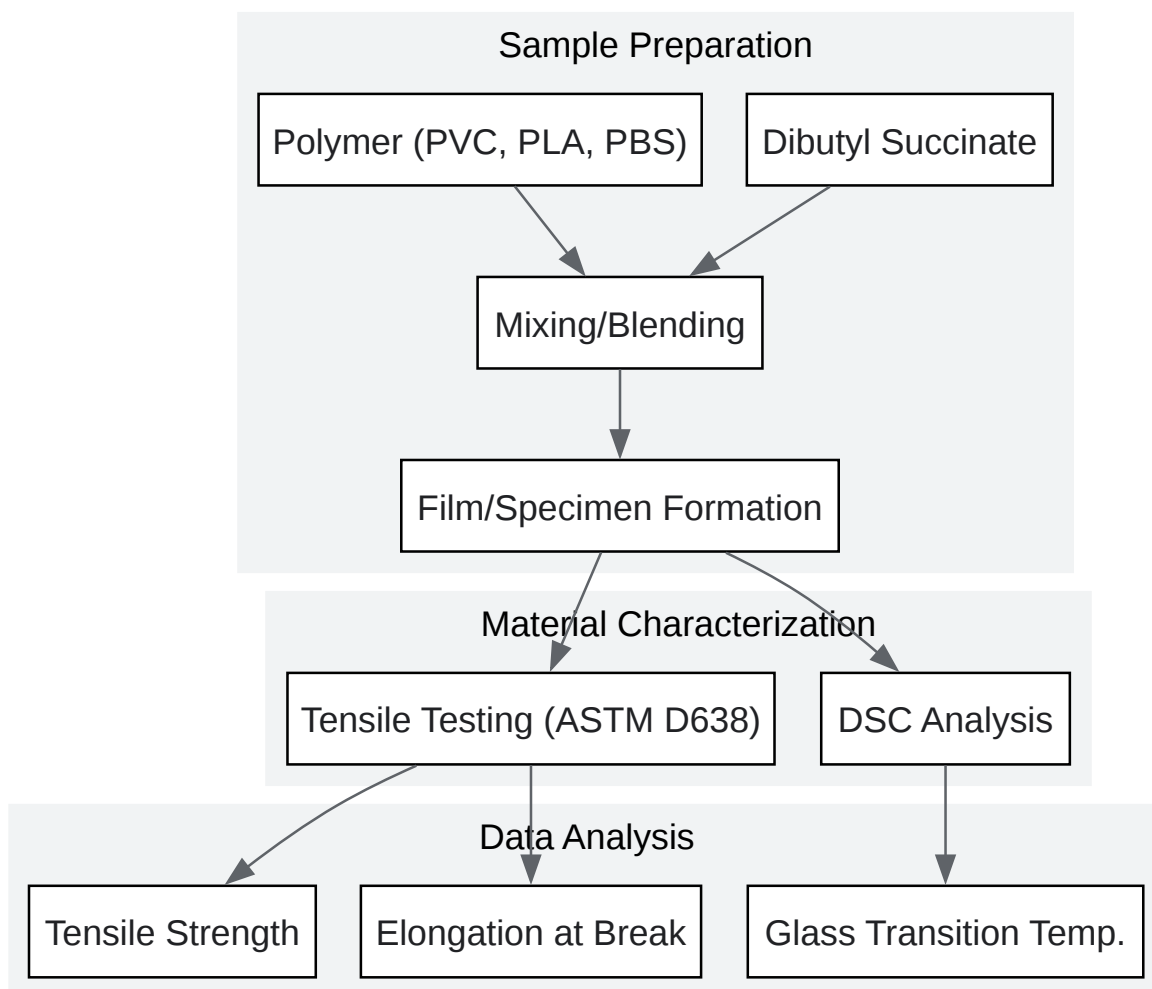 Sample Preparation
Polymer (PVC, PLA, PBS)
Dibutyl Succinate
Mixing/Blending
Film/Specimen Formation
Material Characterization
Tensile Testing (ASTM D638)
DSC Analysis
Data Analysis
Tensile Strength
Elongation at Break
Glass Transition Temp.